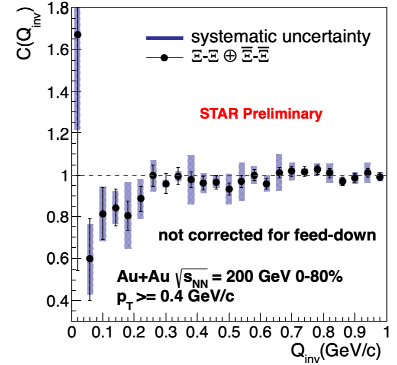 C(Q_inv)
1.8
1.6
1.4
1.2
1
0.8
0.6
0.4
systematic uncertainty
Ξ-Ξ ⊕ Ξ̅-Ξ̅
STAR Preliminary
not corrected for feed-down
Au+Au √s_NN = 200 GeV 0-80%
p_T >= 0.4 GeV/c
0 0.1 0.2 0.3 0.4 0.5 0.6 0.7 0.8 0.9 1
Q_inv(GeV/c)